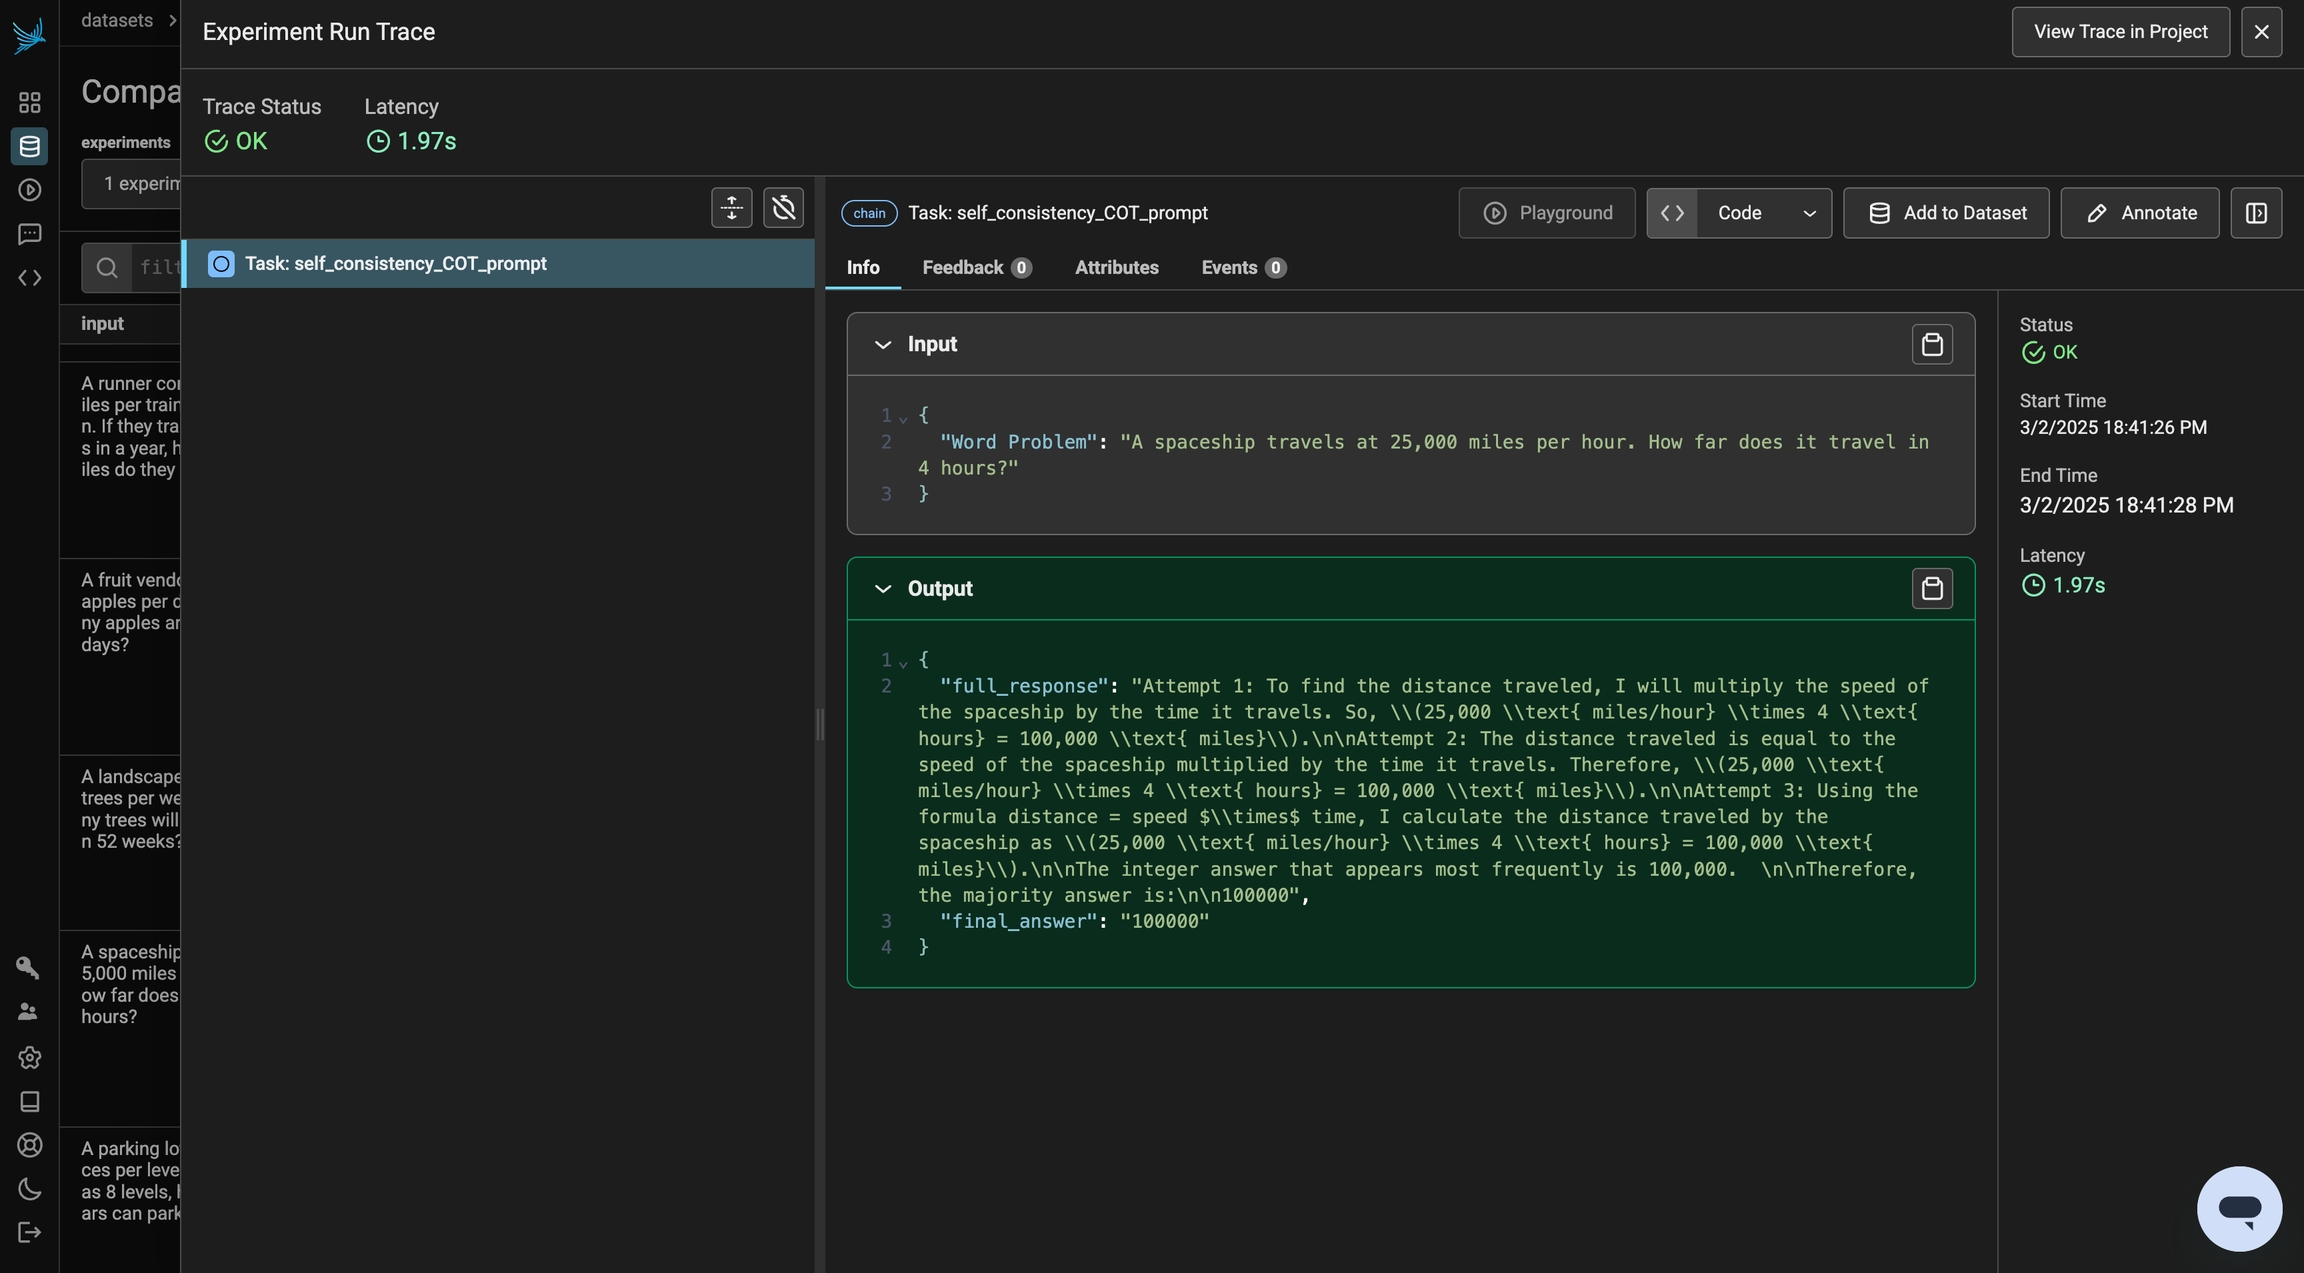 datasets
Compa
experiments
1 experim
filt
input
A runner cor
iles per train
n. If they tra
s in a year, h
iles do they
A fruit vend
apples per d
ny apples ar
days?
A landscape
trees per we
ny trees will
n 52 weeks?
A spaceship
5,000 miles
ow far does
hours?
A parking lo
ces per leve
as 8 levels, h
ars can park
Experiment Run Trace
View Trace in Project
Trace Status
Latency
OK
1.97s
Task: self_consistency_COT_prompt
chain
Task: self_consistency_COT_prompt
Playground
Code
Add to Dataset
Annotate
Info
Feedback 0
Attributes
Events 0
Input
1 {
2 "Word Problem": "A spaceship travels at 25,000 miles per hour. How far does it travel in
4 hours?"
3 }
Output
1 {
2 "full_response": "Attempt 1: To find the distance traveled, I will multiply the speed of
the spaceship by the time it travels. So, \\(25,000 \\text{ miles/hour} \\times 4 \\text{
hours} = 100,000 \\text{ miles}\\).\n\nAttempt 2: The distance traveled is equal to the
speed of the spaceship multiplied by the time it travels. Therefore, \\(25,000 \\text{
miles/hour} \\times 4 \\text{ hours} = 100,000 \\text{ miles}\\).\n\nAttempt 3: Using the
formula distance = speed $\\times$ time, I calculate the distance traveled by the
spaceship as \\(25,000 \\text{ miles/hour} \\times 4 \\text{ hours} = 100,000 \\text{
miles}\\).\n\nThe integer answer that appears most frequently is 100,000.  \n\nTherefore,
the majority answer is:\n\n100000",
3 "final_answer": "100000"
4 }
Status
OK
Start Time
3/2/2025 18:41:26 PM
End Time
3/2/2025 18:41:28 PM
Latency
1.97s